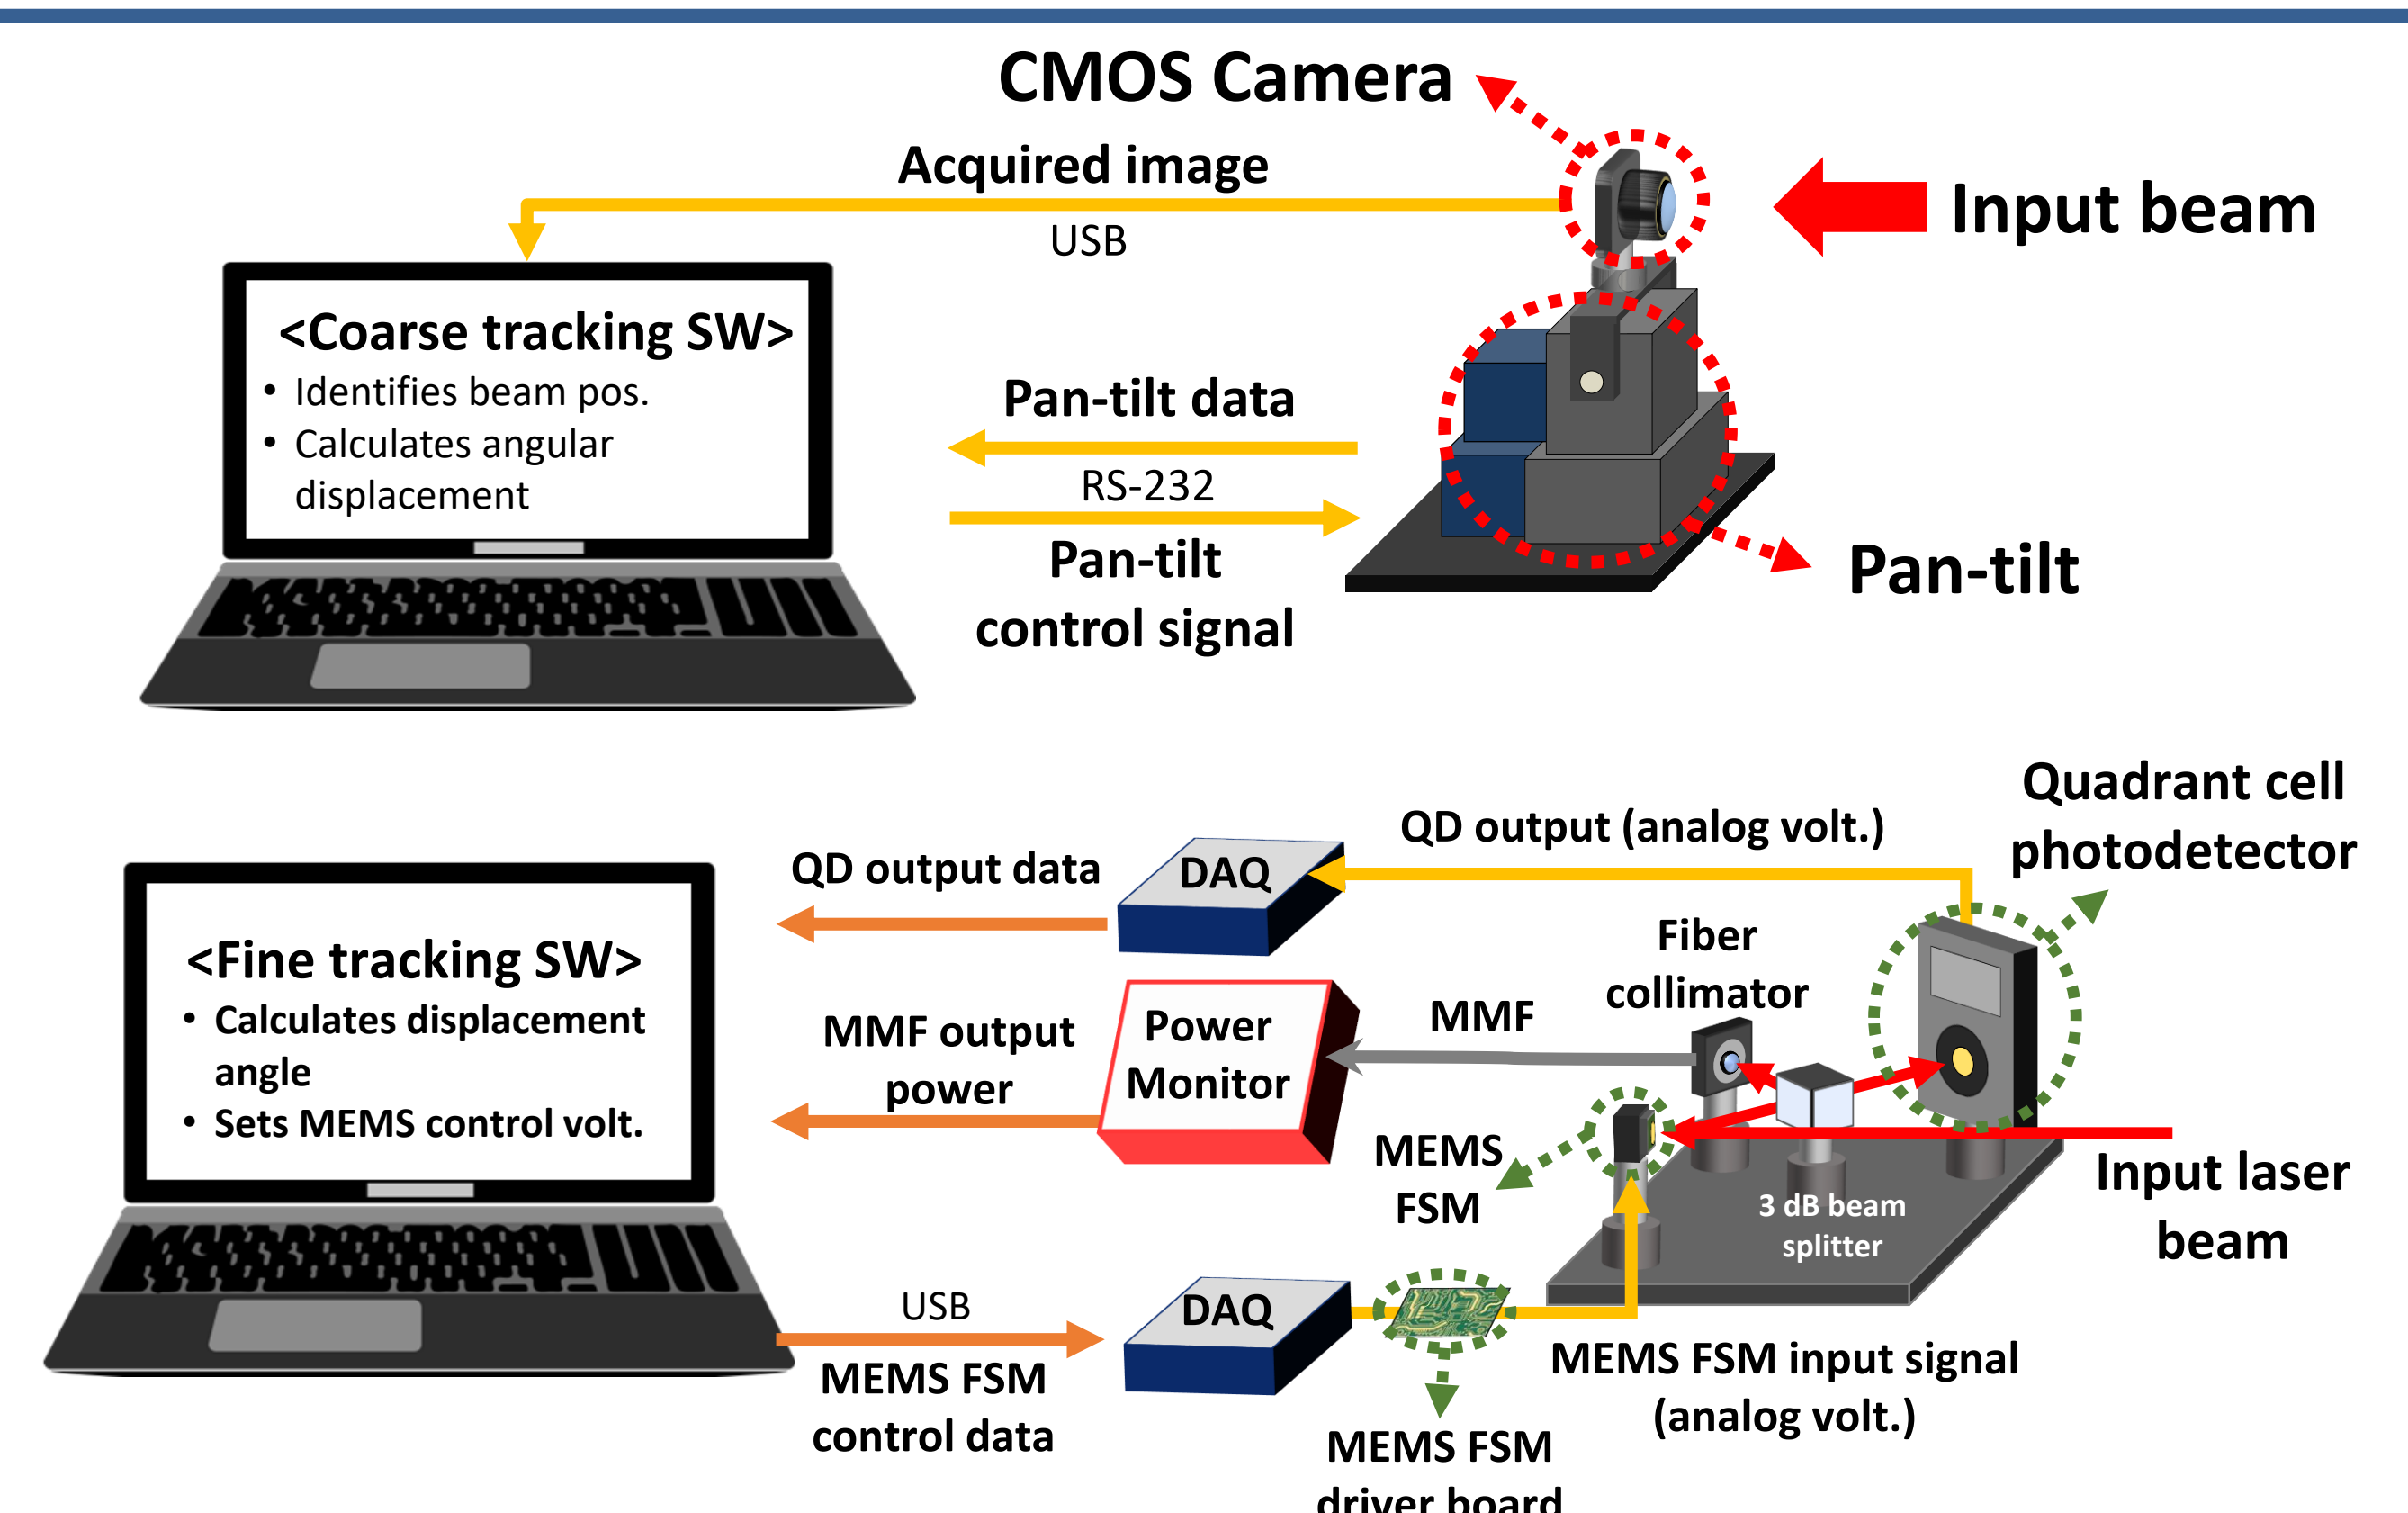 CMOS Camera
Acquired image
USB
Input beam
<Coarse tracking SW>
• Identifies beam pos.
• Calculates angular
displacement
Pan-tilt data
RS-232
Pan-tilt
control signal
Pan-tilt
Quadrant cell
photodetector
QD output (analog volt.)
QD output data
DAQ
Fiber
collimator
<Fine tracking SW>
• Calculates displacement
angle
• Sets MEMS control volt.
MMF output
power
Power
Monitor
MMF
MEMS
FSM
3 dB beam
splitter
Input laser
beam
USB
MEMS FSM
control data
DAQ
MEMS FSM input signal
(analog volt.)
MEMS FSM
driver board